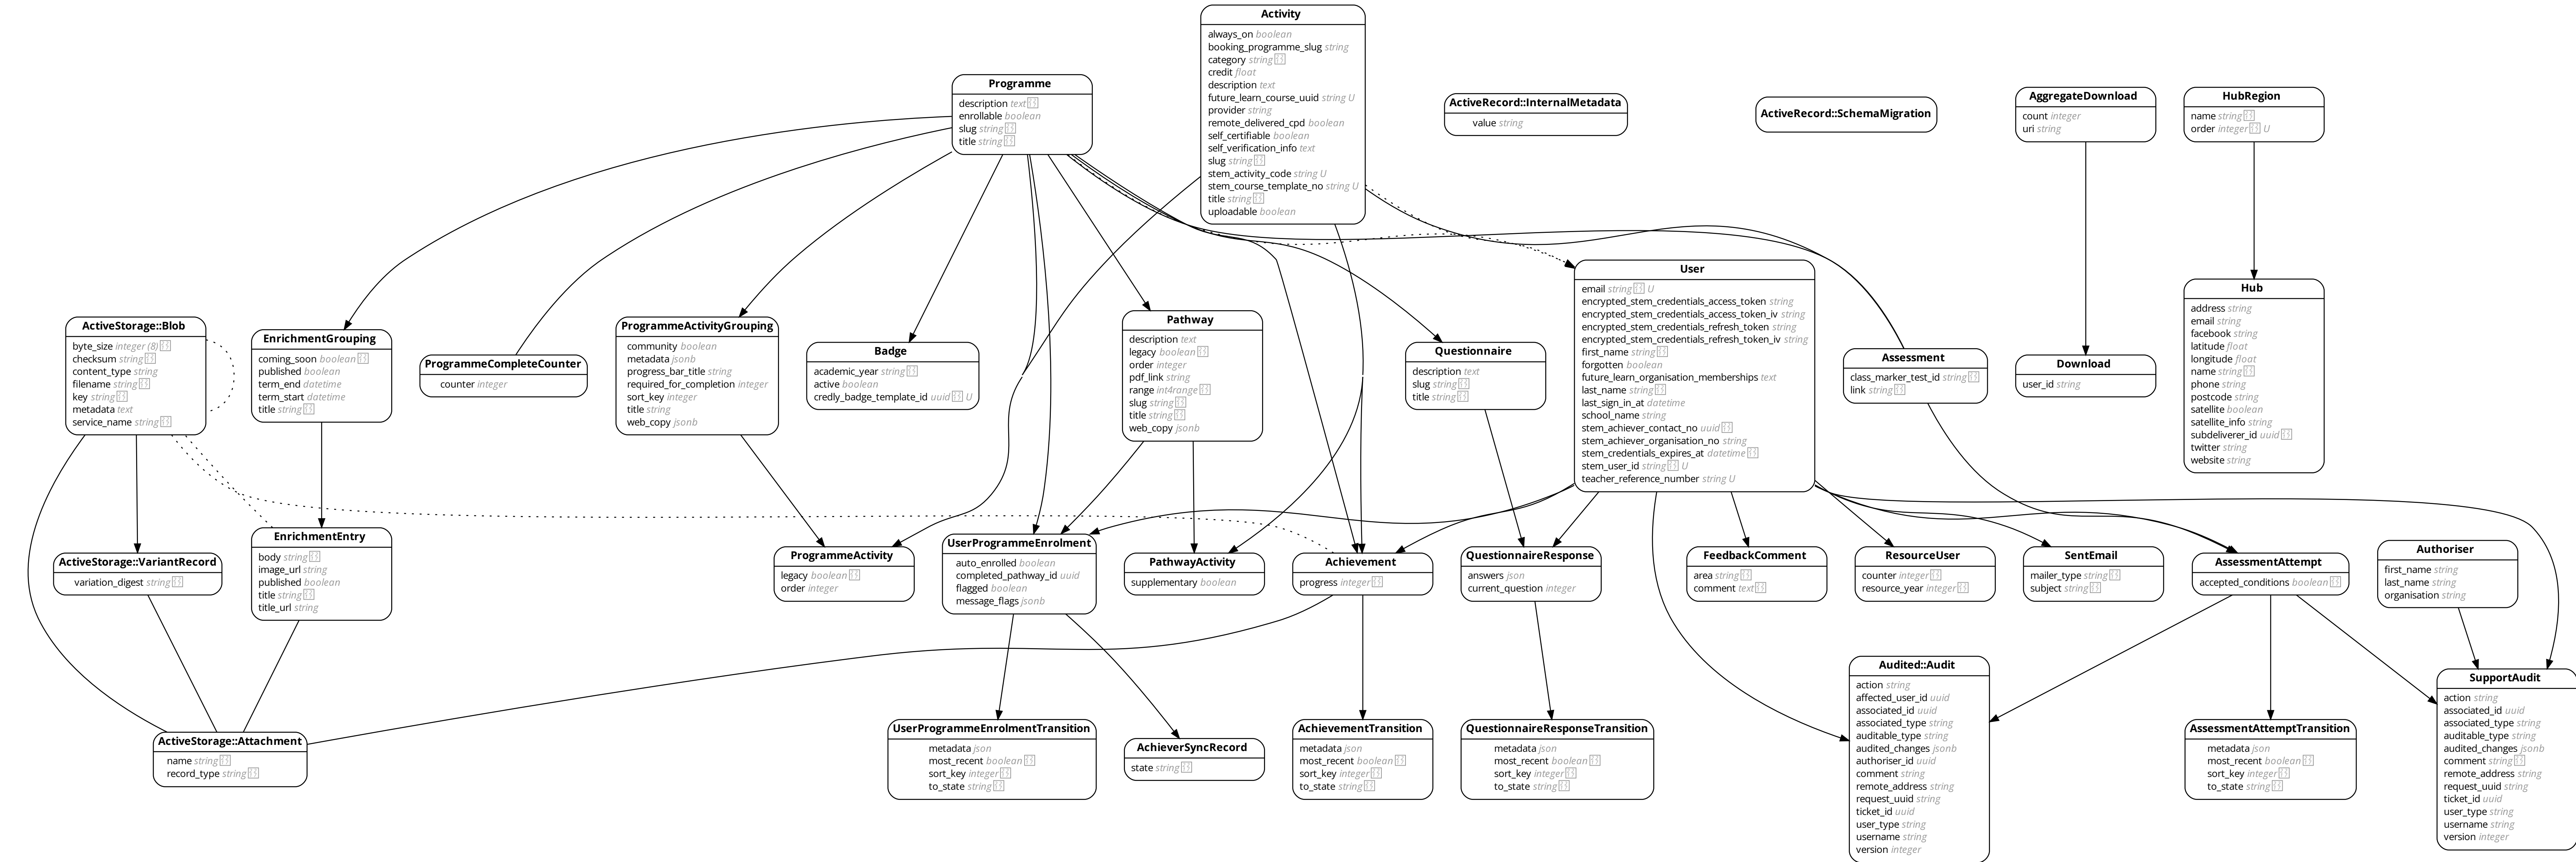 Activity
always_on boolean
booking_programme_slug string
category string
credit float
description text
future_learn_course_uuid string U
provider string
remote_delivered_cpd boolean
self_certifiable boolean
self_verification_info text
slug string
stem_activity_code string U
stem_course_template_no string U
title string
uploadable boolean
Programme
description text
enrollable boolean
slug string
title string
ActiveRecord::InternalMetadata
value string
ActiveRecord::SchemaMigration
AggregateDownload
count integer
uri string
HubRegion
name string
order integer U
User
email string U
encrypted_stem_credentials_access_token string
encrypted_stem_credentials_access_token_iv string
encrypted_stem_credentials_refresh_token string
encrypted_stem_credentials_refresh_token_iv string
first_name string
forgotten boolean
future_learn_organisation_memberships text
last_name string
last_sign_in_at datetime
school_name string
stem_achiever_contact_no uuid
stem_achiever_organisation_no string
stem_credentials_expires_at datetime
stem_user_id string U
teacher_reference_number string U
Hub
address string
email string
facebook string
latitude float
longitude float
name string
phone string
postcode string
satellite boolean
satellite_info string
subdeliverer_id uuid
twitter string
website string
ActiveStorage::Blob
byte_size integer (8)
checksum string
content_type string
filename string
key string
metadata text
service_name string
EnrichmentGrouping
coming_soon boolean
published boolean
term_end datetime
term_start datetime
title string
ProgrammeCompleteCounter
counter integer
ProgrammeActivityGrouping
community boolean
metadata jsonb
progress_bar_title string
required_for_completion integer
sort_key integer
title string
web_copy jsonb
Badge
academic_year string
active boolean
credly_badge_template_id uuid U
Pathway
description text
legacy boolean
order integer
pdf_link string
range int4range
slug string
title string
web_copy jsonb
Questionnaire
description text
slug string
title string
Assessment
class_marker_test_id string
link string
Download
user_id string
ActiveStorage::VariantRecord
variation_digest string
EnrichmentEntry
body string
image_url string
published boolean
title string
title_url string
ProgrammeActivity
legacy boolean
order integer
UserProgrammeEnrolment
auto_enrolled boolean
completed_pathway_id uuid
flagged boolean
message_flags jsonb
PathwayActivity
supplementary boolean
Achievement
progress integer
QuestionnaireResponse
answers json
current_question integer
FeedbackComment
area string
comment text
ResourceUser
counter integer
resource_year integer
SentEmail
mailer_type string
subject string
AssessmentAttempt
accepted_conditions boolean
Authoriser
first_name string
last_name string
organisation string
ActiveStorage::Attachment
name string
record_type string
UserProgrammeEnrolmentTransition
metadata json
most_recent boolean
sort_key integer
to_state string
AchieverSyncRecord
state string
AchievementTransition
metadata json
most_recent boolean
sort_key integer
to_state string
QuestionnaireResponseTransition
metadata json
most_recent boolean
sort_key integer
to_state string
Audited::Audit
action string
affected_user_id uuid
associated_id uuid
associated_type string
auditable_type string
audited_changes jsonb
authoriser_id uuid
comment string
remote_address string
request_uuid string
ticket_id uuid
user_type string
username string
version integer
AssessmentAttemptTransition
metadata json
most_recent boolean
sort_key integer
to_state string
SupportAudit
action string
associated_id uuid
associated_type string
auditable_type string
audited_changes jsonb
comment string
remote_address string
request_uuid string
ticket_id uuid
user_type string
username string
version integer